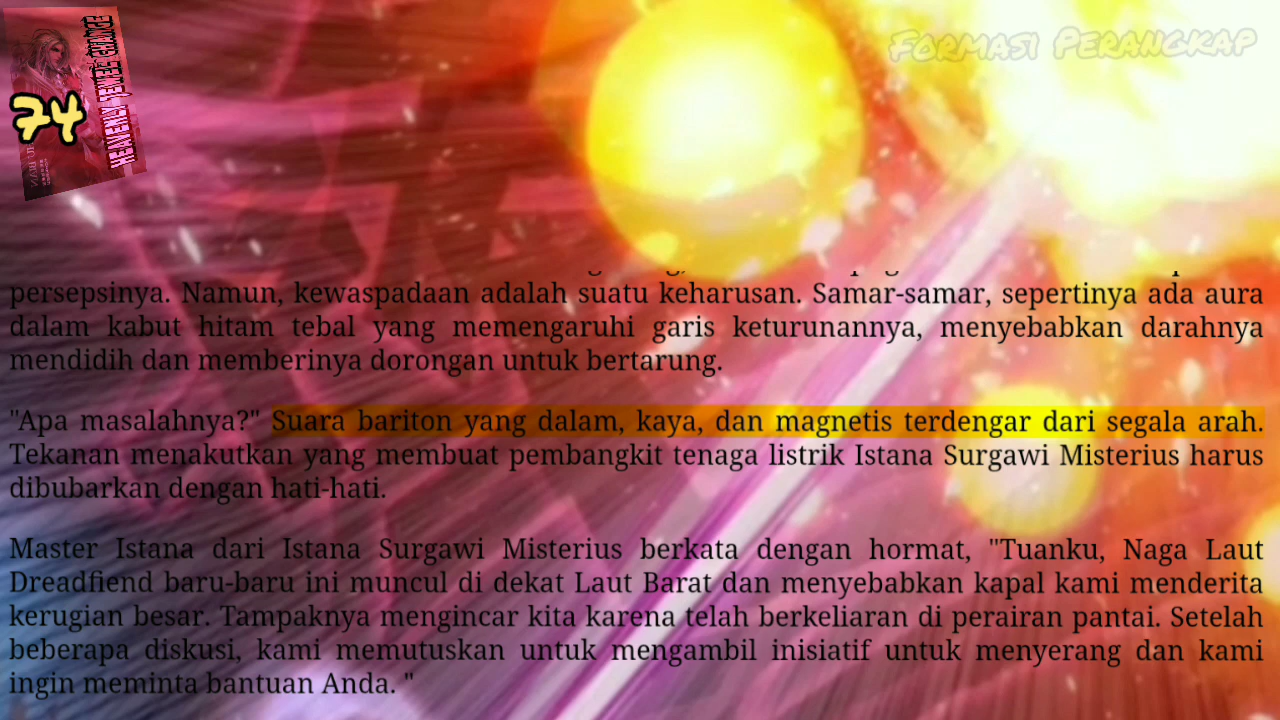 Formasi Perangkap
74
HEAVENLY JEWEL CHANGE
persepsinya. Namun, kewaspadaan adalah suatu keharusan. Samar-samar, sepertinya ada aura
dalam kabut hitam tebal yang memengaruhi garis keturunannya, menyebabkan darahnya
mendidih dan memberinya dorongan untuk bertarung.
"Apa masalahnya?" Suara bariton yang dalam, kaya, dan magnetis terdengar dari segala arah.
Tekanan menakutkan yang membuat pembangkit tenaga listrik Istana Surgawi Misterius harus
dibubarkan dengan hati-hati.
Master Istana dari Istana Surgawi Misterius berkata dengan hormat, "Tuanku, Naga Laut
Dreadfiend baru-baru ini muncul di dekat Laut Barat dan menyebabkan kapal kami menderita
kerugian besar. Tampaknya mengincar kita karena telah berkeliaran di perairan pantai. Setelah
beberapa diskusi, kami memutuskan untuk mengambil inisiatif untuk menyerang dan kami
ingin meminta bantuan Anda. "